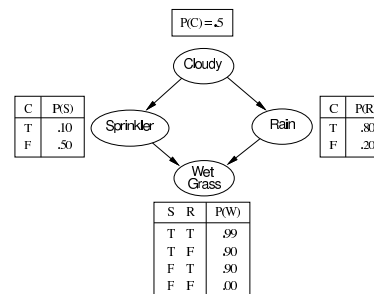 P(C)=.5
Cloudy
C P(S)
T .10
F .50
Sprinkler
Rain
C P(R
T .80
F .20
Wet
Grass
S R P(W)
T T .99
T F .90
F T .90
F F .00